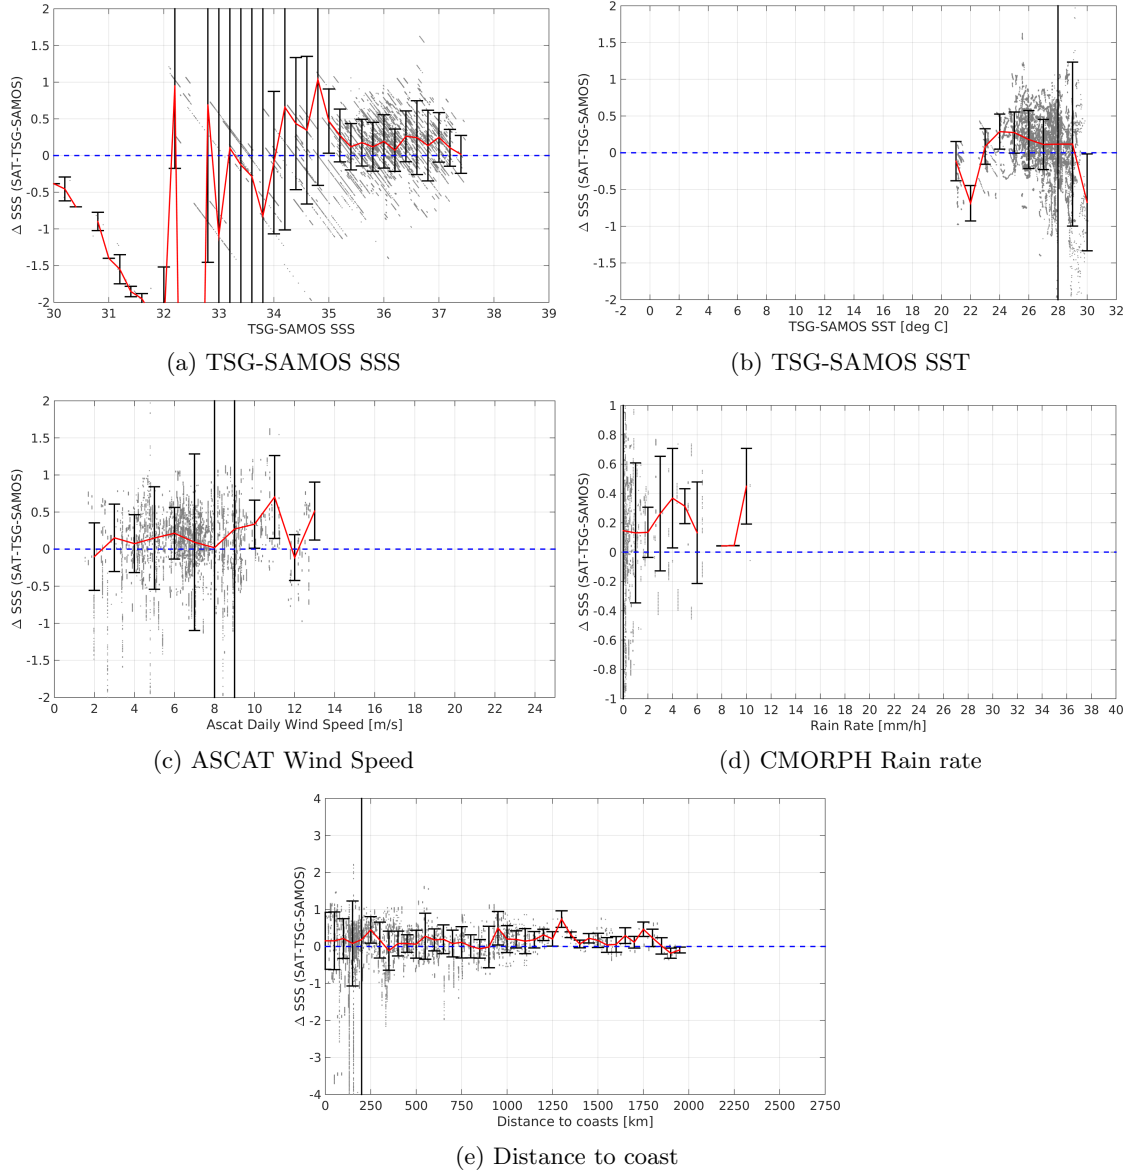 2
1.5
1
0.5
0
-0.5
-1
-1.5
-2
Δ SSS (SAT-TSG-SAMOS)
30 31 32 33 34 35 36 37 38 39
TSG-SAMOS SSS
(a) TSG-SAMOS SSS
2
1.5
1
0.5
0
-0.5
-1
-1.5
-2
Δ SSS (SAT-TSG-SAMOS)
-2 0 2 4 6 8 10 12 14 16 18 20 22 24 26 28 30 32
TSG-SAMOS SST [deg C]
(b) TSG-SAMOS SST
2
1.5
1
0.5
0
-0.5
-1
-1.5
-2
Δ SSS (SAT-TSG-SAMOS)
0 2 4 6 8 10 12 14 16 18 20 22 24
Ascat Daily Wind Speed [m/s]
(c) ASCAT Wind Speed
1
0.8
0.6
0.4
0.2
0
-0.2
-0.4
-0.6
-0.8
-1
Δ SSS (SAT-TSG-SAMOS)
0 2 4 6 8 10 12 14 16 18 20 22 24 26 28 30 32 34 36 38 40
Rain Rate [mm/h]
(d) CMORPH Rain rate
4
3
2
1
0
-1
-2
-3
-4
Δ SSS (SAT-TSG-SAMOS)
0 250 500 750 1000 1250 1500 1750 2000 2250 2500 2750
Distance to coasts [km]
(e) Distance to coast